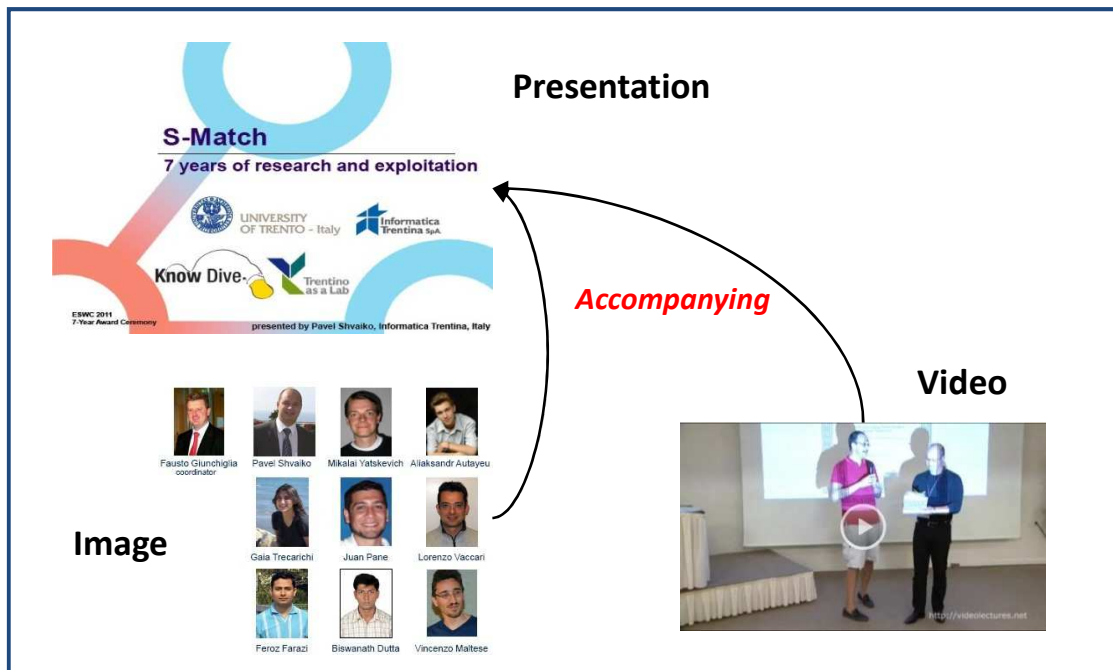 Presentation
S-Match
7 years of research and exploitation
UNIVERSITY
OF TRENTO - Italy
Informatica
Trentina SpA
Know Dive
Trentino
as a Lab
ESWC 2011
7-Year Award Ceremony
presented by Pavel Shvaiko, Informatica Trentina, Italy
Accompanying
Video
Fausto Giunchiglia
coordinator
Pavel Shvaiko
Mikalai Yatskevich
Aliaksandr Autayeu
Image
Gaia Trecarichi
Juan Pane
Lorenzo Vaccari
Feroz Farazi
Biswanath Dutta
Vincenzo Maltese
http://videolectures.net